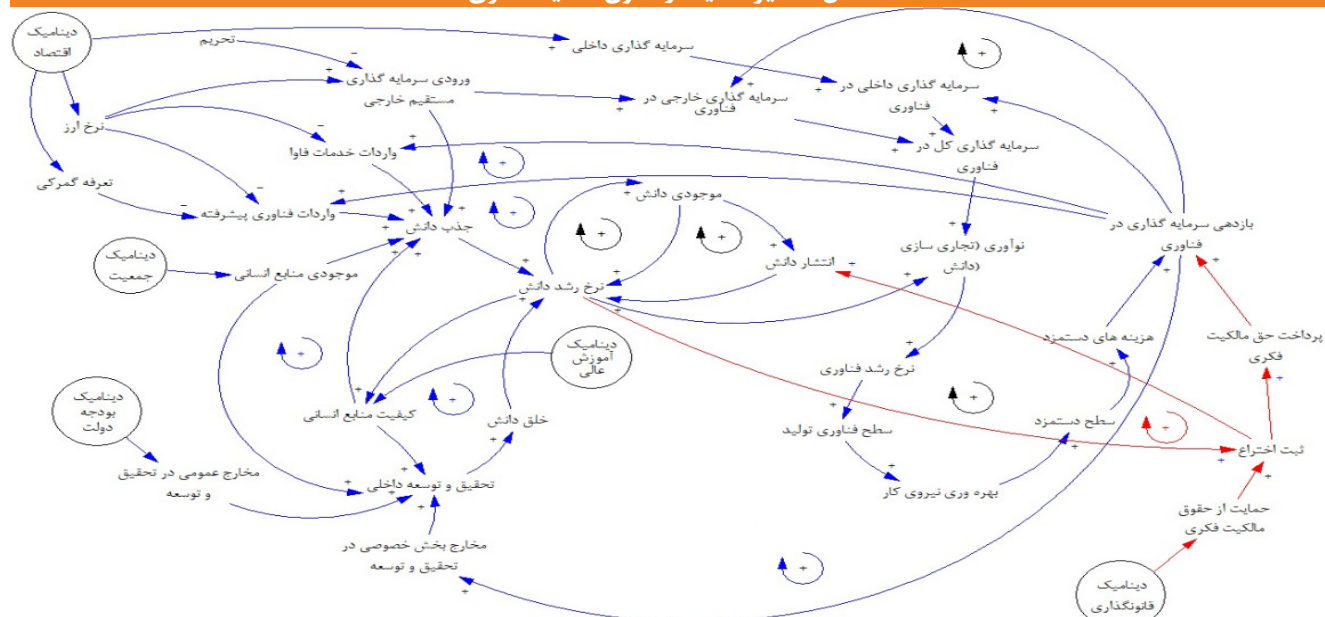 دینامیک
اقتصاد
تحریم
سرمایه گذاری داخلی
ورودی سرمایه گذاری
مستقیم خارجی
سرمایه گذاری خارجی در
فناوری
سرمایه گذاری داخلی در
فناوری
نرخ ارز
واردات خدمات فاوا
سرمایه گذاری کل در
فناوری
تعرفه گمرکی
واردات فناوری پیشرفته
موجودی دانش
جذب دانش
بازدهی سرمایه گذاری در
فناوری
نوآوری (تجاری سازی
دانش)
انتشار دانش
دینامیک
جمعیت
موجودی منابع انسانی
نرخ رشد دانش
پرداخت حق مالکیت
فکری
هزینه های دستمزد
دینامیک
آموزش
عالی
نرخ رشد فناوری
دینامیک
بودجه
دولت
کیفیت منابع انسانی
خلق دانش
سطح فناوری تولید
سطح دستمزد
ثبت اختراع
مخارج عمومی در تحقیق
و توسعه
تحقیق و توسعه داخلی
بهره وری نیروی کار
حمایت از حقوق
مالکیت فکری
مخارج بخش خصوصی در
تحقیق و توسعه
دینامیک
قانونگذاری